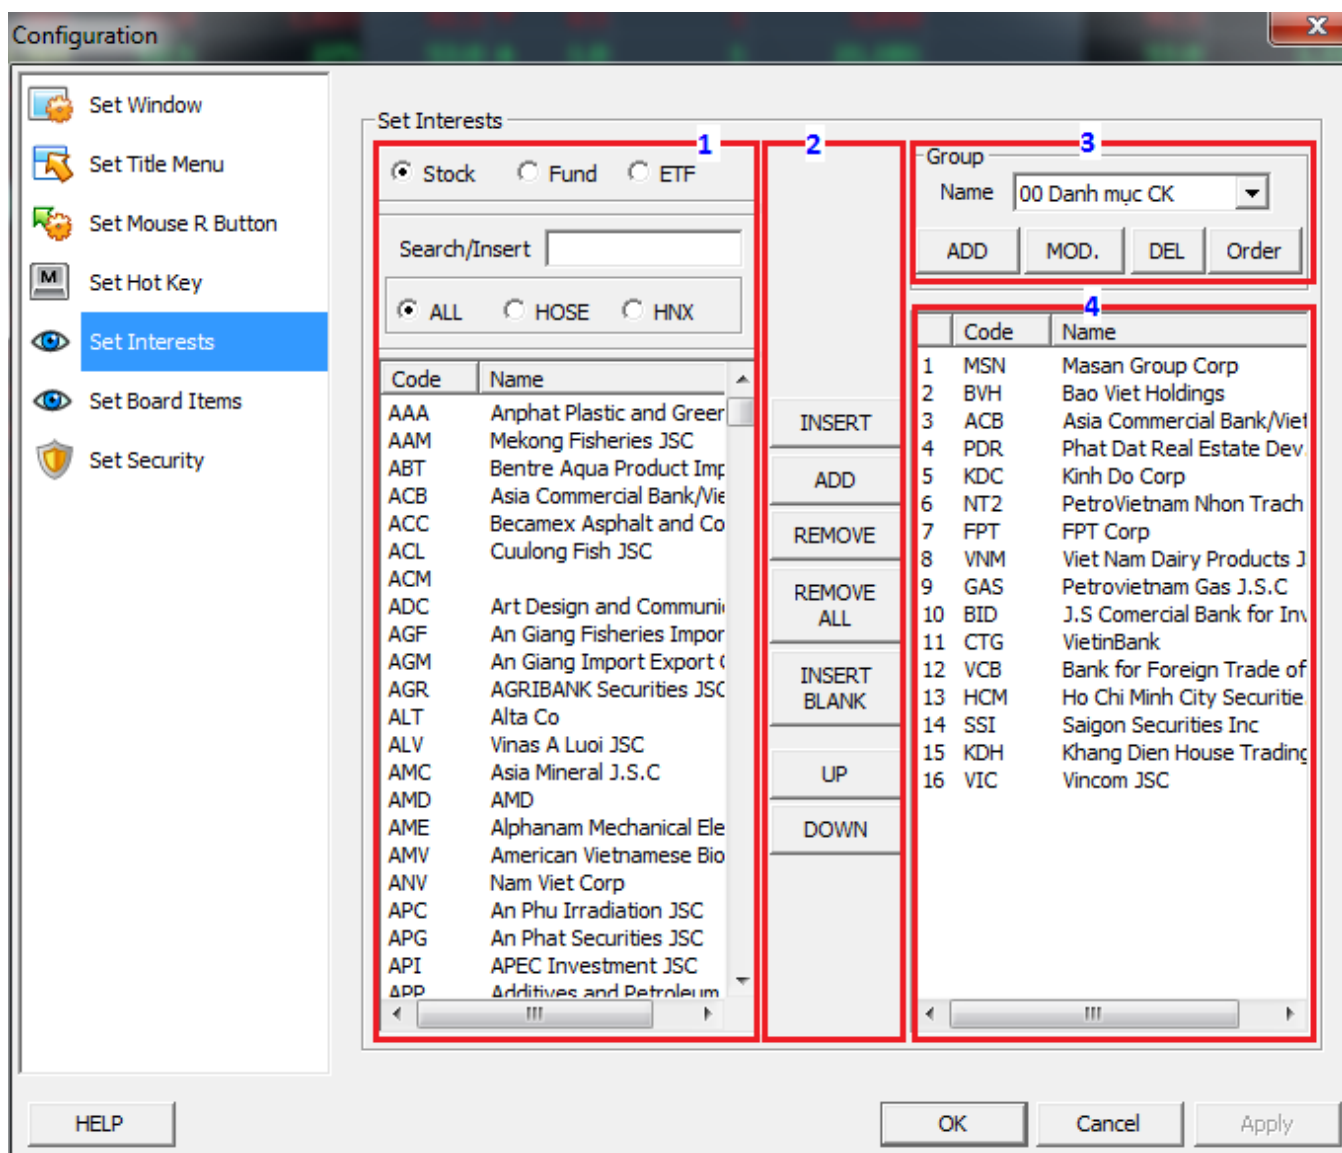 Configuration
Set Window
Set Title Menu
Set Mouse R Button
M
Set Hot Key
Set Interests
Set Board Items
Set Security
Set Interests
1
Stock Fund ETF
Search/Insert
ALL HOSE HNX
Code Name
AAA Anphat Plastic and Green
AAM Mekong Fisheries JSC
ABT Bentre Aqua Product Imp
ACB Asia Commercial Bank/Vie
ACC Becamex Asphalt and Co
ACL Cuulong Fish JSC
ACM
ADC Art Design and Communi
AGF An Giang Fisheries Impor
AGM An Giang Import Export
AGR AGRIBANK Securities JSC
ALT Alta Co
ALV Vinas A Luoi JSC
AMC Asia Mineral J.S.C
AMD AMD
AME Alphanam Mechanical Ele
AMV American Vietnamese Bio
ANV Nam Viet Corp
APC An Phu Irradiation JSC
APG An Phat Securities JSC
API APEC Investment JSC
APP Additives and Petroleum
2
INSERT
ADD
REMOVE
REMOVE
ALL
INSERT
BLANK
UP
DOWN
3
Group
Name 00 Danh mục CK
ADD MOD. DEL Order
4
Code Name
1 MSN Masan Group Corp
2 BVH Bao Viet Holdings
3 ACB Asia Commercial Bank/Viet
4 PDR Phat Dat Real Estate Dev.
5 KDC Kinh Do Corp
6 NT2 PetroVietnam Nhon Trach
7 FPT FPT Corp
8 VNM Viet Nam Dairy Products J
9 GAS Petrovietnam Gas J.S.C
10 BID J.S Comercial Bank for Inv
11 CTG VietinBank
12 VCB Bank for Foreign Trade of
13 HCM Ho Chi Minh City Securitie
14 SSI Saigon Securities Inc
15 KDH Khang Dien House Trading
16 VIC Vincom JSC
HELP
OK Cancel Apply